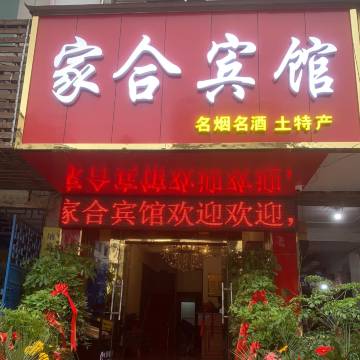 家合宾馆
名烟名酒 土特产
家合宾馆欢迎欢迎,